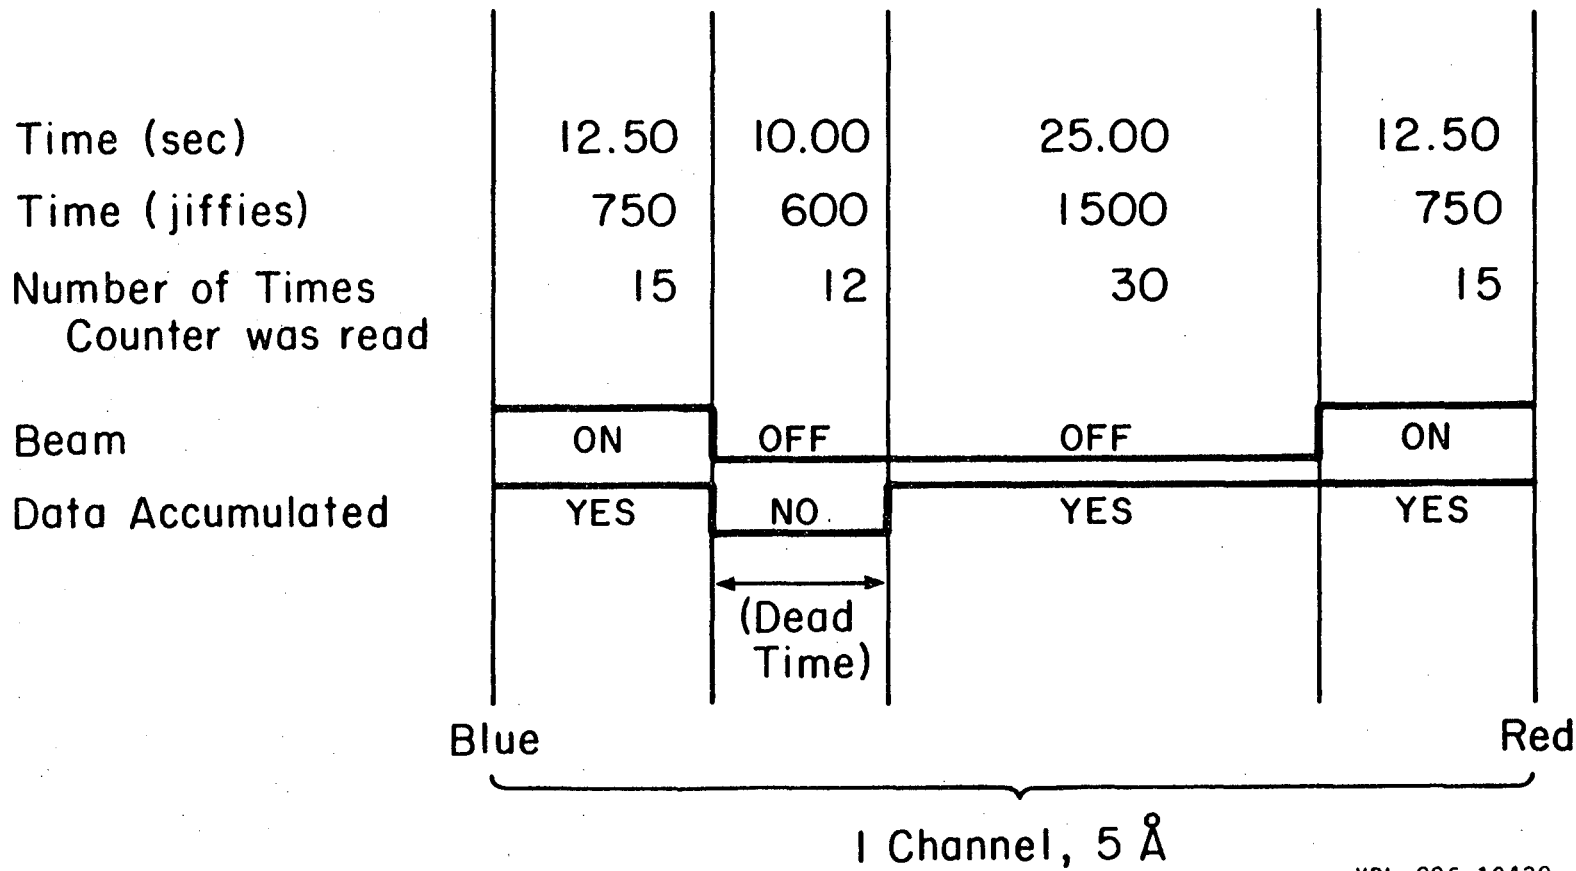 Time (sec) 12.50 10.00 25.00 12.50
Time (jiffies) 750 600 1500 750
Number of Times 15 12 30 15
Counter was read
Beam ON OFF OFF ON
Data Accumulated YES NO YES YES
(Dead
Time)
Blue Red
1 Channel, 5 Å